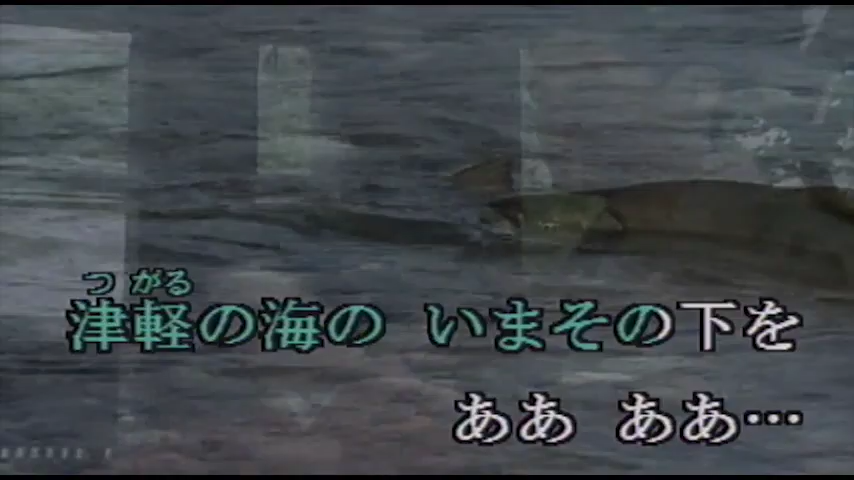 つ がる
津軽の海の いまその下を
ああ ああ…